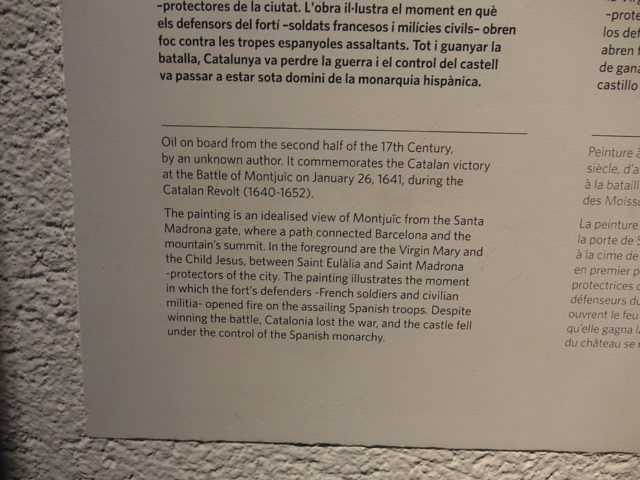 -protectores de la ciutat. L'obra il·lustra el moment en què
els defensors del fortí –soldats francesos i milícies civils– obren
foc contra les tropes espanyoles assaltants. Tot i guanyar la
batalla, Catalunya va perdre la guerra i el control del castell
va passar a estar sota domini de la monarquia hispànica.
Oil on board from the second half of the 17th Century,
by an unknown author. It commemorates the Catalan victory
at the Battle of Montjuïc on January 26, 1641, during the
Catalan Revolt (1640-1652).
The painting is an idealised view of Montjuïc from the Santa
Madrona gate, where a path connected Barcelona and the
mountain's summit. In the foreground are the Virgin Mary and
the Child Jesus, between Saint Eulàlia and Saint Madrona
-protectors of the city. The painting illustrates the moment
in which the fort's defenders -French soldiers and civilian
militia- opened fire on the assailing Spanish troops. Despite
winning the battle, Catalonia lost the war, and the castle fell
under the control of the Spanish monarchy.
la
-prote
los def
abren f
de gana
castillo
Peinture à
siècle, d'a
à la batail
des Moiss
La peinture
la porte de S
à la cime de
en premier p
protectrices d
défenseurs du
ouvrent le feu
qu'elle gagna l
du château se r